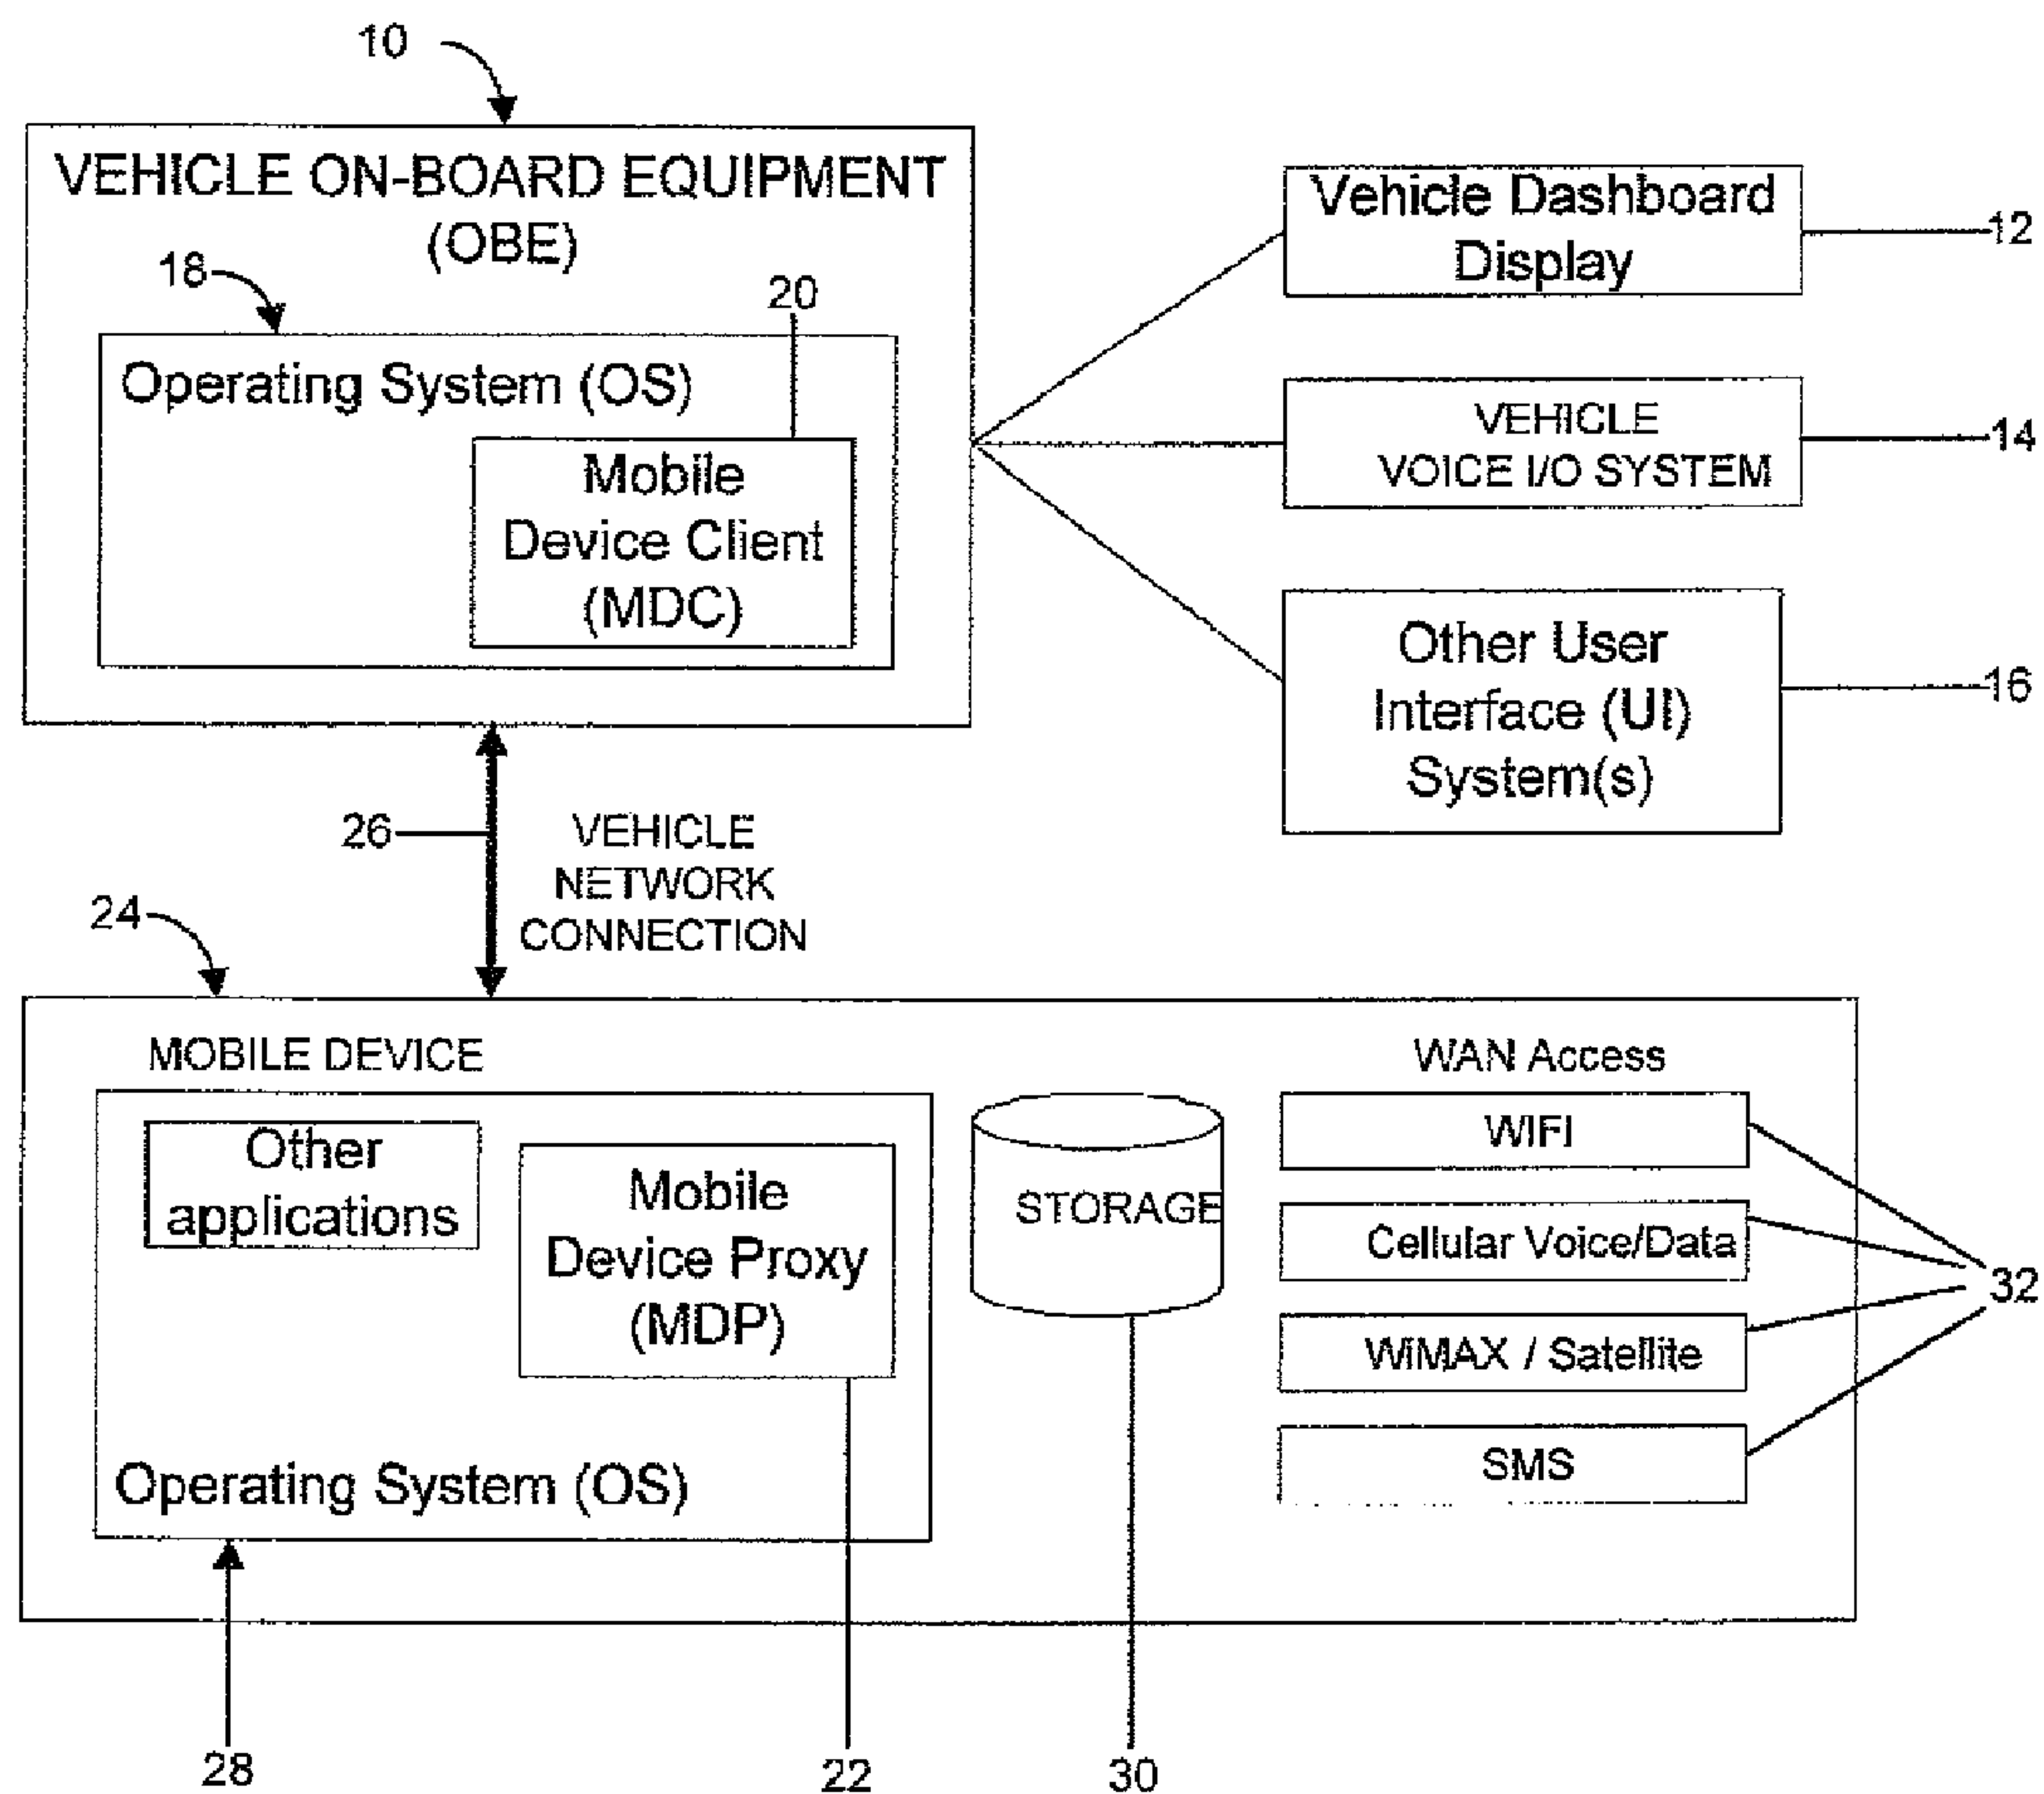 10
VEHICLE ON-BOARD EQUIPMENT
(OBE)
18
20
Operating System (OS)
Mobile
Device Client
(MDC)
Vehicle Dashboard
Display
12
VEHICLE
VOICE I/O SYSTEM
14
Other User
Interface (UI)
System(s)
16
26
VEHICLE
NETWORK
CONNECTION
24
MOBILE DEVICE
Other
applications
Mobile
Device Proxy
(MDP)
Operating System (OS)
STORAGE
WAN Access
WIFI
Cellular Voice/Data
WiMAX / Satellite
SMS
32
28
22
30